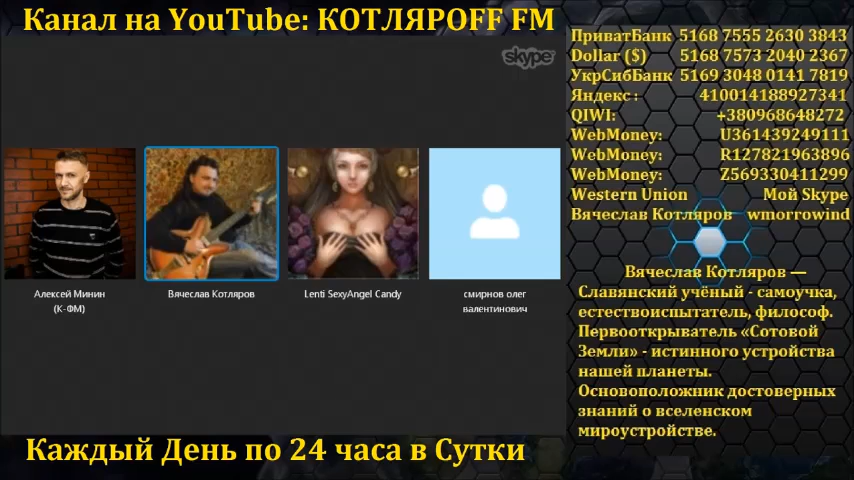 Канал на YouTube: КОТЛЯРOFF FM
skype
Алексей Минин
(К-ФМ)
Вячеслав Котляров
Lenti SexyAngel Candy
смирнов олег
валентинович
Каждый День по 24 часа в Сутки
ПриватБанк 5168 7555 2630 3843
Dollar ($) 5168 7573 2040 2367
УкрСибБанк 5169 3048 0141 7819
Яндекс : 410014188927341
QIWI: +380968648272
WebMoney: U361439249111
WebMoney: R127821963896
WebMoney: Z569330411299
Western Union Мой Skype
Вячеслав Котляров wmorrowind
Вячеслав Котляров —
Славянский учёный - самоучка,
естествоиспытатель, философ.
Первооткрыватель «Сотовой
Земли» - истинного устройства
нашей планеты.
Основоположник достоверных
знаний о вселенском
мироустройстве.